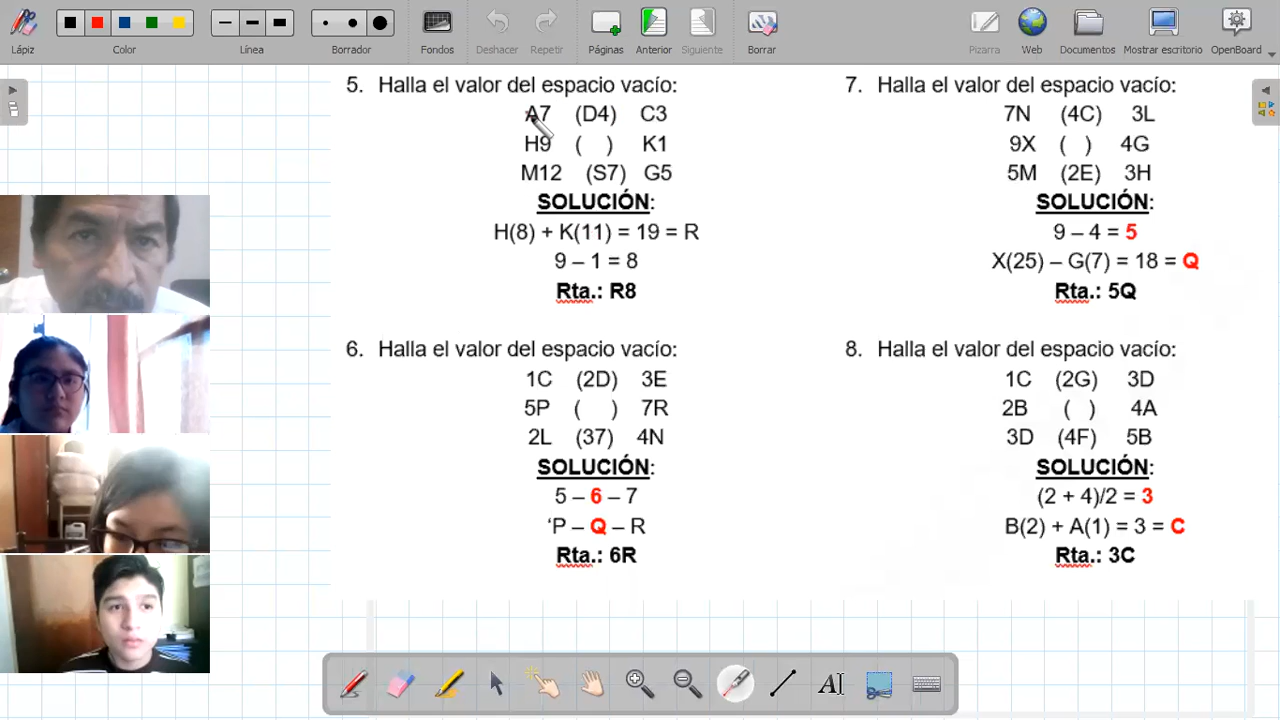 Lápiz
Color
Línea
Borrador
Fondos
Deshacer
Repetir
Páginas
Anterior
Siguiente
Borrar
Pizarra
Web
Documentos
Mostrar escritorio
OpenBoard
5. Halla el valor del espacio vacío:
A7 (D4) C3
H9 ( ) K1
M12 (S7) G5
SOLUCIÓN:
H(8) + K(11) = 19 = R
9 – 1 = 8
Rta.: R8
6. Halla el valor del espacio vacío:
1C (2D) 3E
5P ( ) 7R
2L (37) 4N
SOLUCIÓN:
5 – 6 – 7
‘P – Q – R
Rta.: 6R
7. Halla el valor del espacio vacío:
7N (4C) 3L
9X ( ) 4G
5M (2E) 3H
SOLUCIÓN:
9 – 4 = 5
X(25) – G(7) = 18 = Q
Rta.: 5Q
8. Halla el valor del espacio vacío:
1C (2G) 3D
2B ( ) 4A
3D (4F) 5B
SOLUCIÓN:
(2 + 4)/2 = 3
B(2) + A(1) = 3 = C
Rta.: 3C
AI